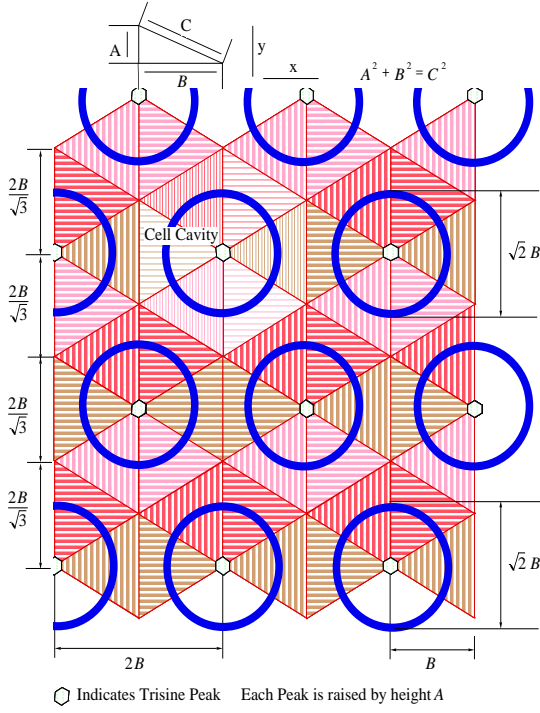 C
A
B
y
x
A² + B² = C²
2B
√3
Cell Cavity
√2 B
2B
√3
2B
√3
2B
√3
√2 B
2B
B
Indicates Trisine Peak Each Peak is raised by height A